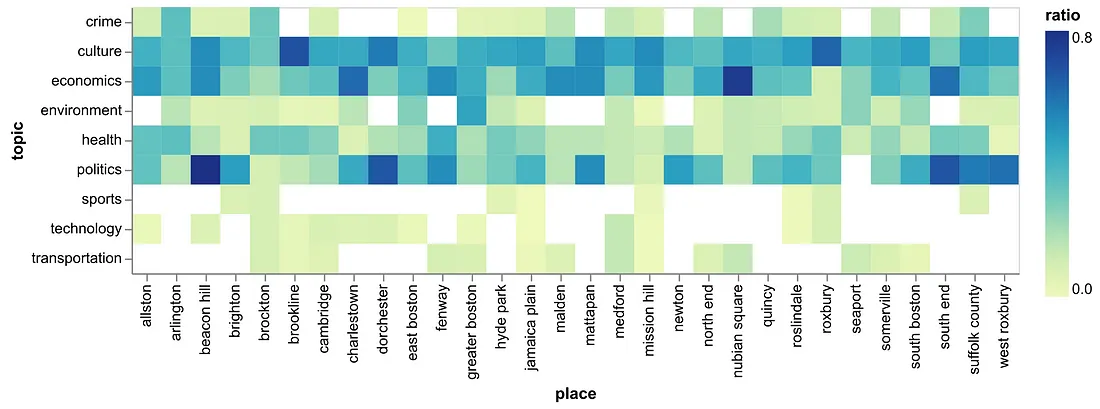 ratio
0.8
0.0
topic
crime
culture
economics
environment
health
politics
sports
technology
transportation
allston
arlington
beacon hill
brighton
brockton
brookline
cambridge
charlestown
dorchester
east boston
fenway
greater boston
hyde park
jamaica plain
malden
mattapan
medford
mission hill
newton
north end
nubian square
quincy
roslindale
roxbury
seaport
somerville
south boston
south end
suffolk county
west roxbury
place